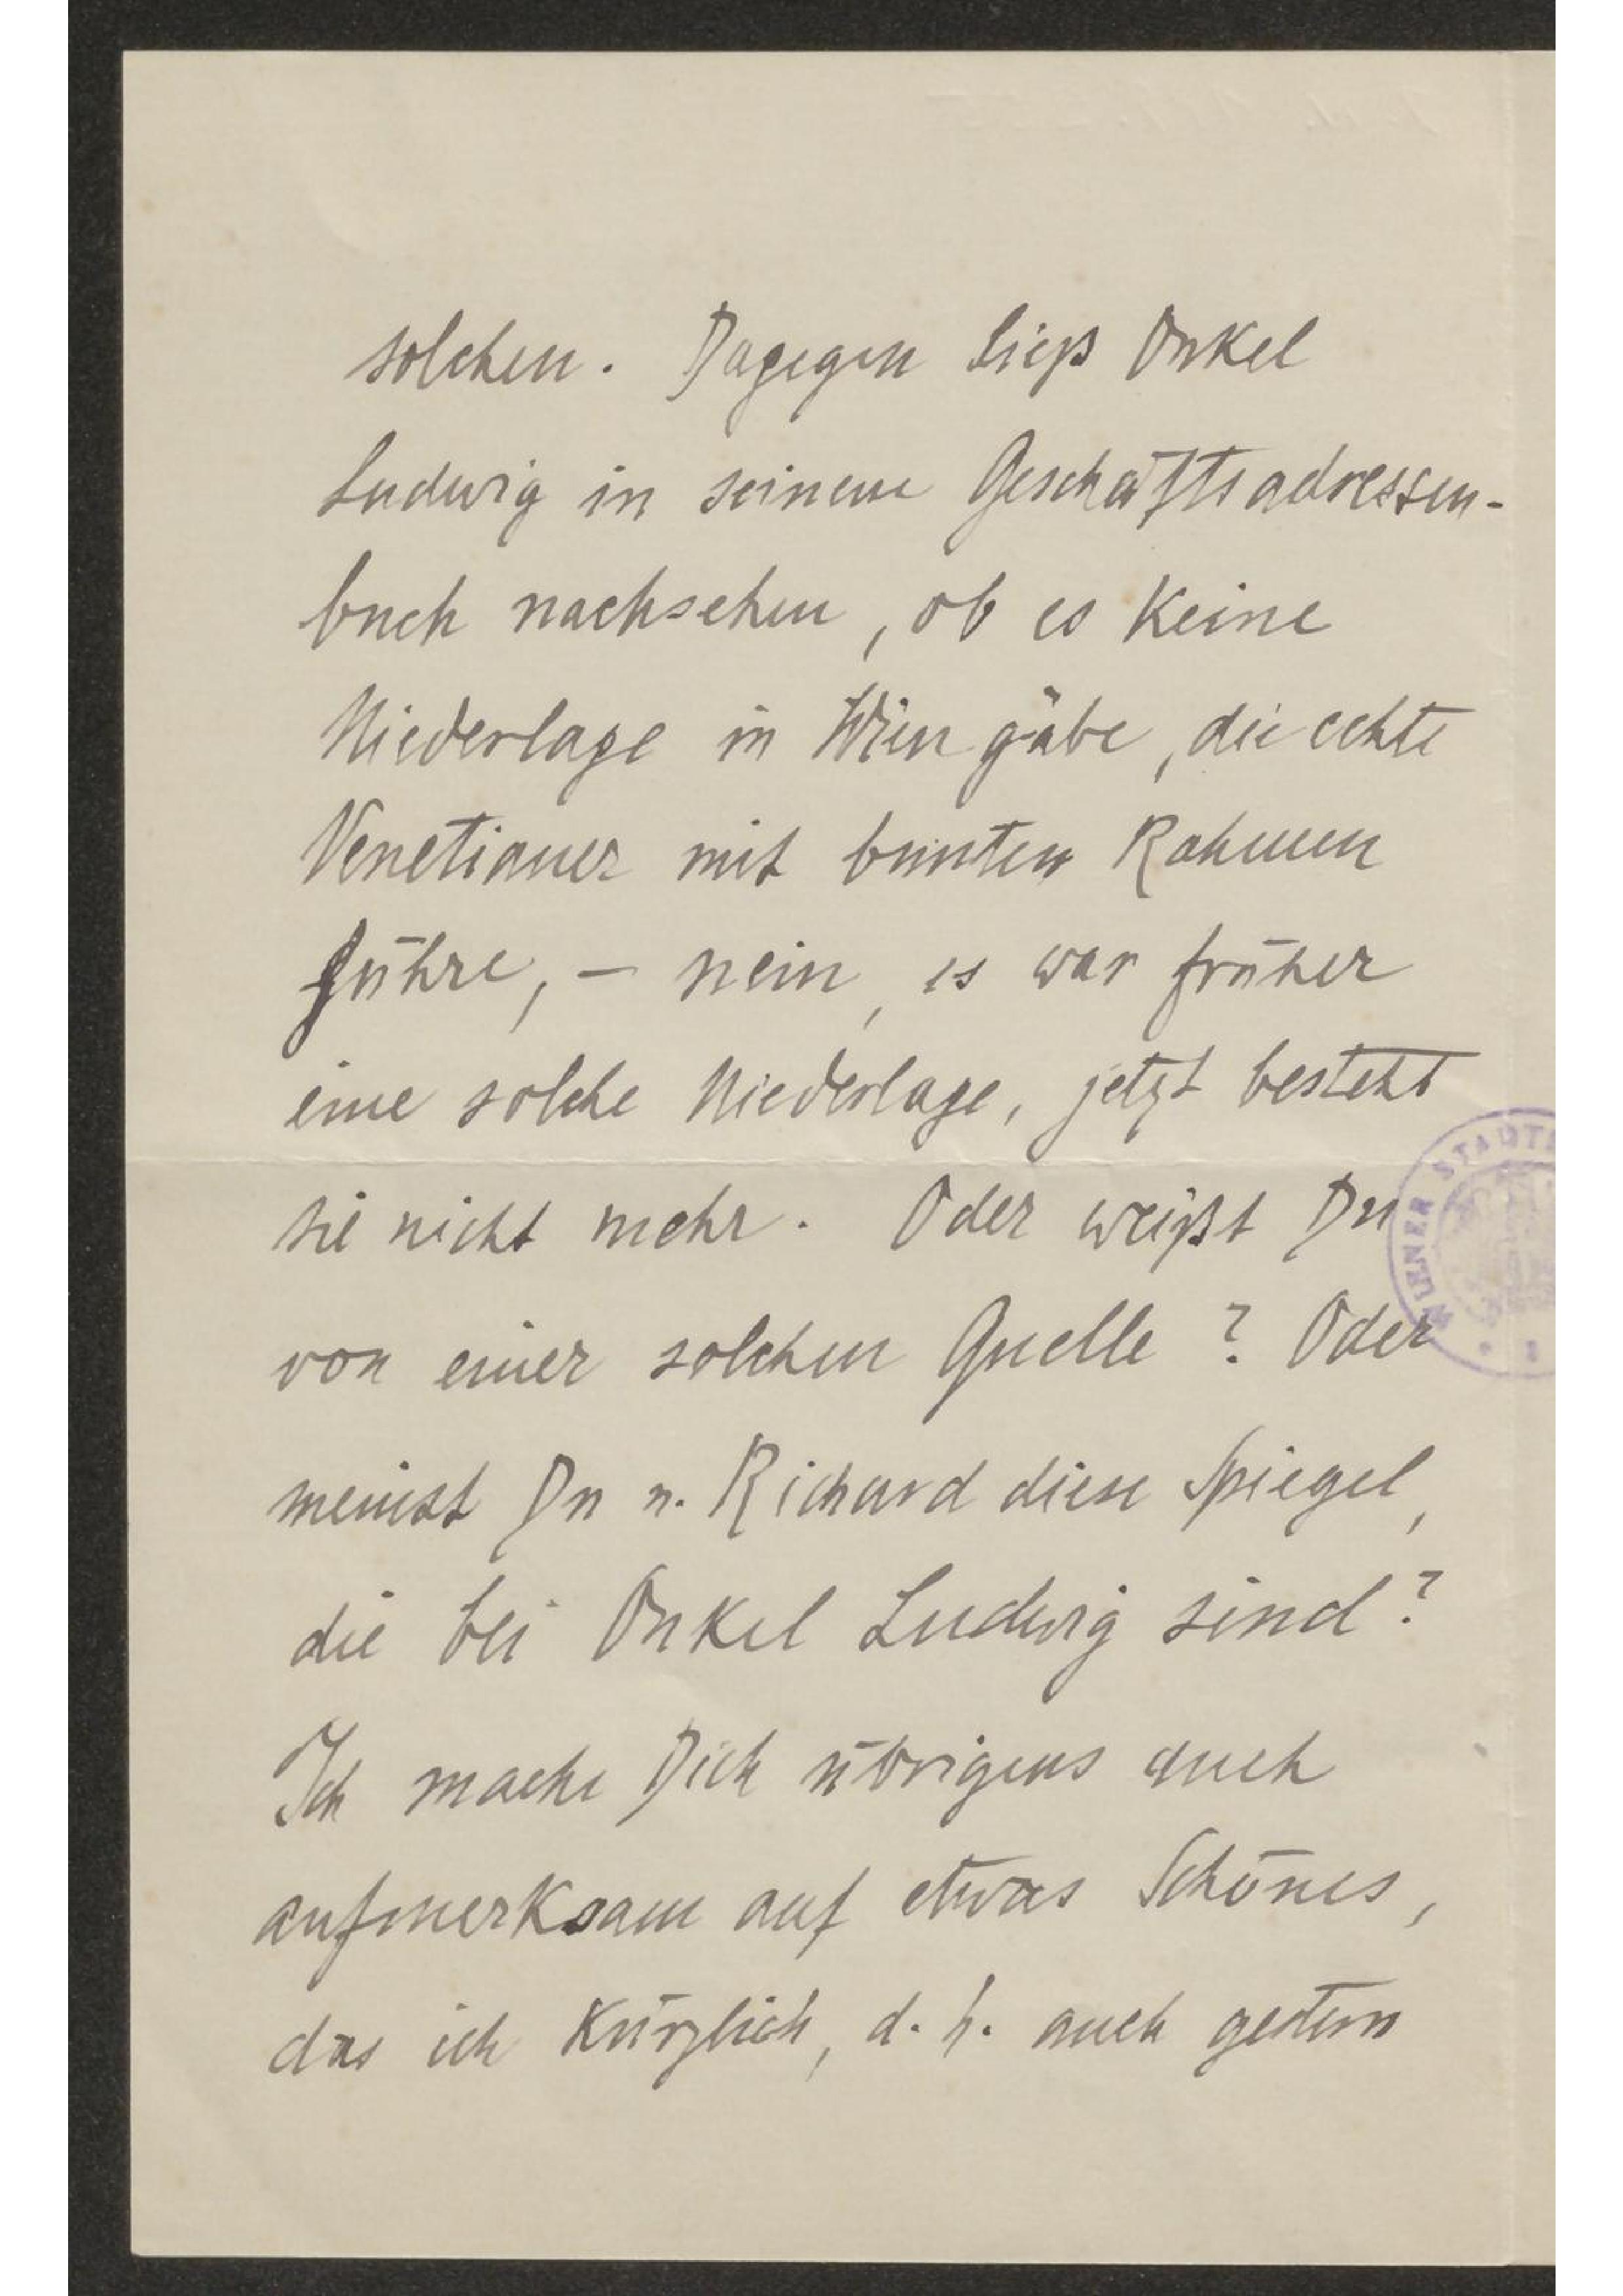 solchen. Dagegen ließ Onkel
Ludwig in seinem Geschäftsadressen-
buch nachsehen, ob es keine
Niederlage in Wien gäbe, die echte
Venetianer mit bunten Rahmen
führe, – nein, es war früher
eine solche Niederlage, jetzt besteht
sie nicht mehr. Oder weißt Du
von einer solchen Quelle? Oder
meinst Du u. Richard diese Spiegel,
die bei Onkel Ludwig sind?
Ich mache Dich übrigens auch
aufmerksam auf etwas Schönes,
das ich kürzlich, d. h. auch gestern
WIENER STADT